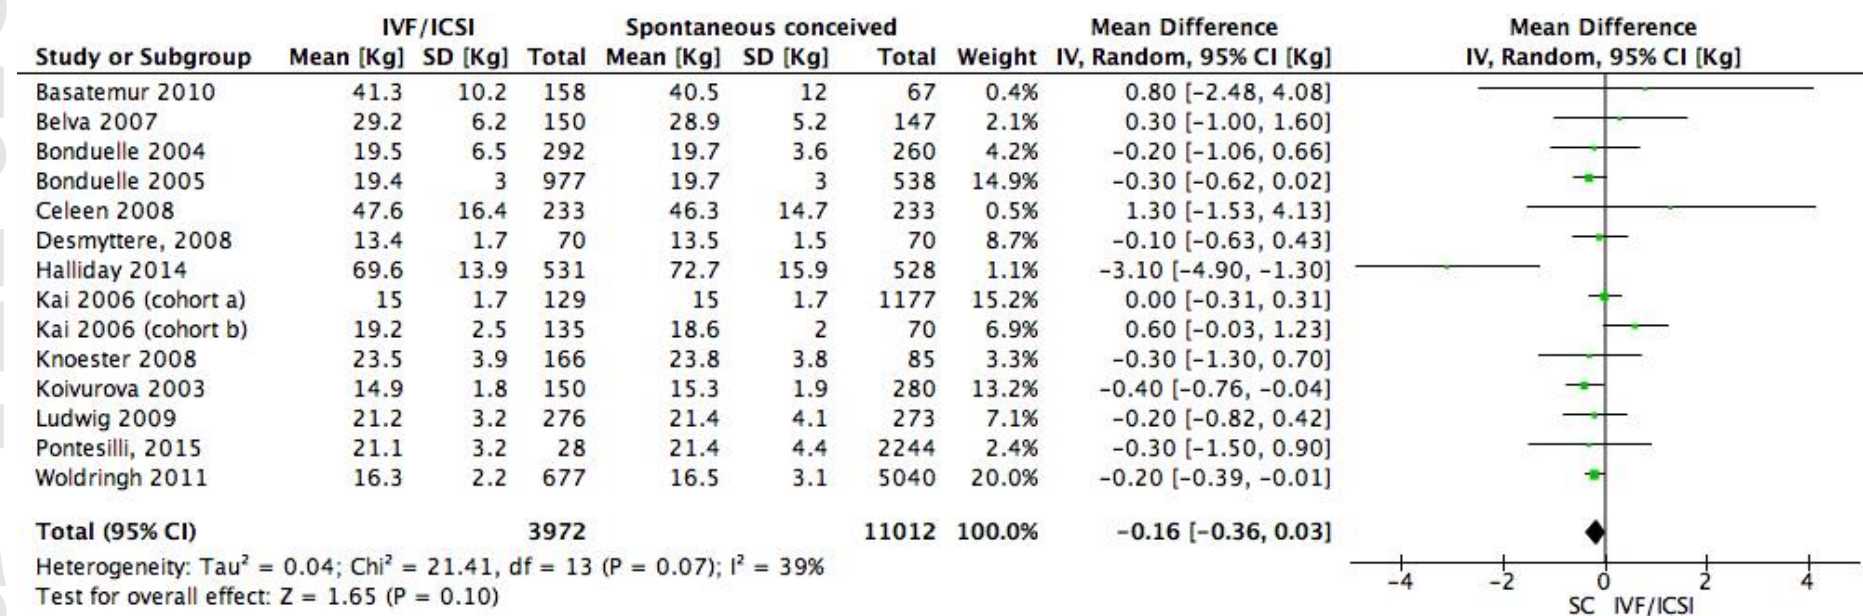 IVF/ICSI Spontaneous conceived Mean Difference Mean Difference
Study or Subgroup Mean [Kg] SD [Kg] Total Mean [Kg] SD [Kg] Total Weight IV, Random, 95% CI [Kg] IV, Random, 95% CI [Kg]
Basatemur 2010 41.3 10.2 158 40.5 12 67 0.4% 0.80 [-2.48, 4.08]
Belva 2007 29.2 6.2 150 28.9 5.2 147 2.1% 0.30 [-1.00, 1.60]
Bonduelle 2004 19.5 6.5 292 19.7 3.6 260 4.2% -0.20 [-1.06, 0.66]
Bonduelle 2005 19.4 3 977 19.7 3 538 14.9% -0.30 [-0.62, 0.02]
Celeen 2008 47.6 16.4 233 46.3 14.7 233 0.5% 1.30 [-1.53, 4.13]
Desmyttere, 2008 13.4 1.7 70 13.5 1.5 70 8.7% -0.10 [-0.63, 0.43]
Halliday 2014 69.6 13.9 531 72.7 15.9 528 1.1% -3.10 [-4.90, -1.30]
Kai 2006 (cohort a) 15 1.7 129 15 1.7 1177 15.2% 0.00 [-0.31, 0.31]
Kai 2006 (cohort b) 19.2 2.5 135 18.6 2 70 6.9% 0.60 [-0.03, 1.23]
Knoester 2008 23.5 3.9 166 23.8 3.8 85 3.3% -0.30 [-1.30, 0.70]
Koivurova 2003 14.9 1.8 150 15.3 1.9 280 13.2% -0.40 [-0.76, -0.04]
Ludwig 2009 21.2 3.2 276 21.4 4.1 273 7.1% -0.20 [-0.82, 0.42]
Pontesilli, 2015 21.1 3.2 28 21.4 4.4 2244 2.4% -0.30 [-1.50, 0.90]
Woldringh 2011 16.3 2.2 677 16.5 3.1 5040 20.0% -0.20 [-0.39, -0.01]
Total (95% CI) 3972 11012 100.0% -0.16 [-0.36, 0.03]
Heterogeneity: Tau² = 0.04; Chi² = 21.41, df = 13 (P = 0.07); I² = 39%
Test for overall effect: Z = 1.65 (P = 0.10)
-4 -2 0 2 4
SC IVF/ICSI